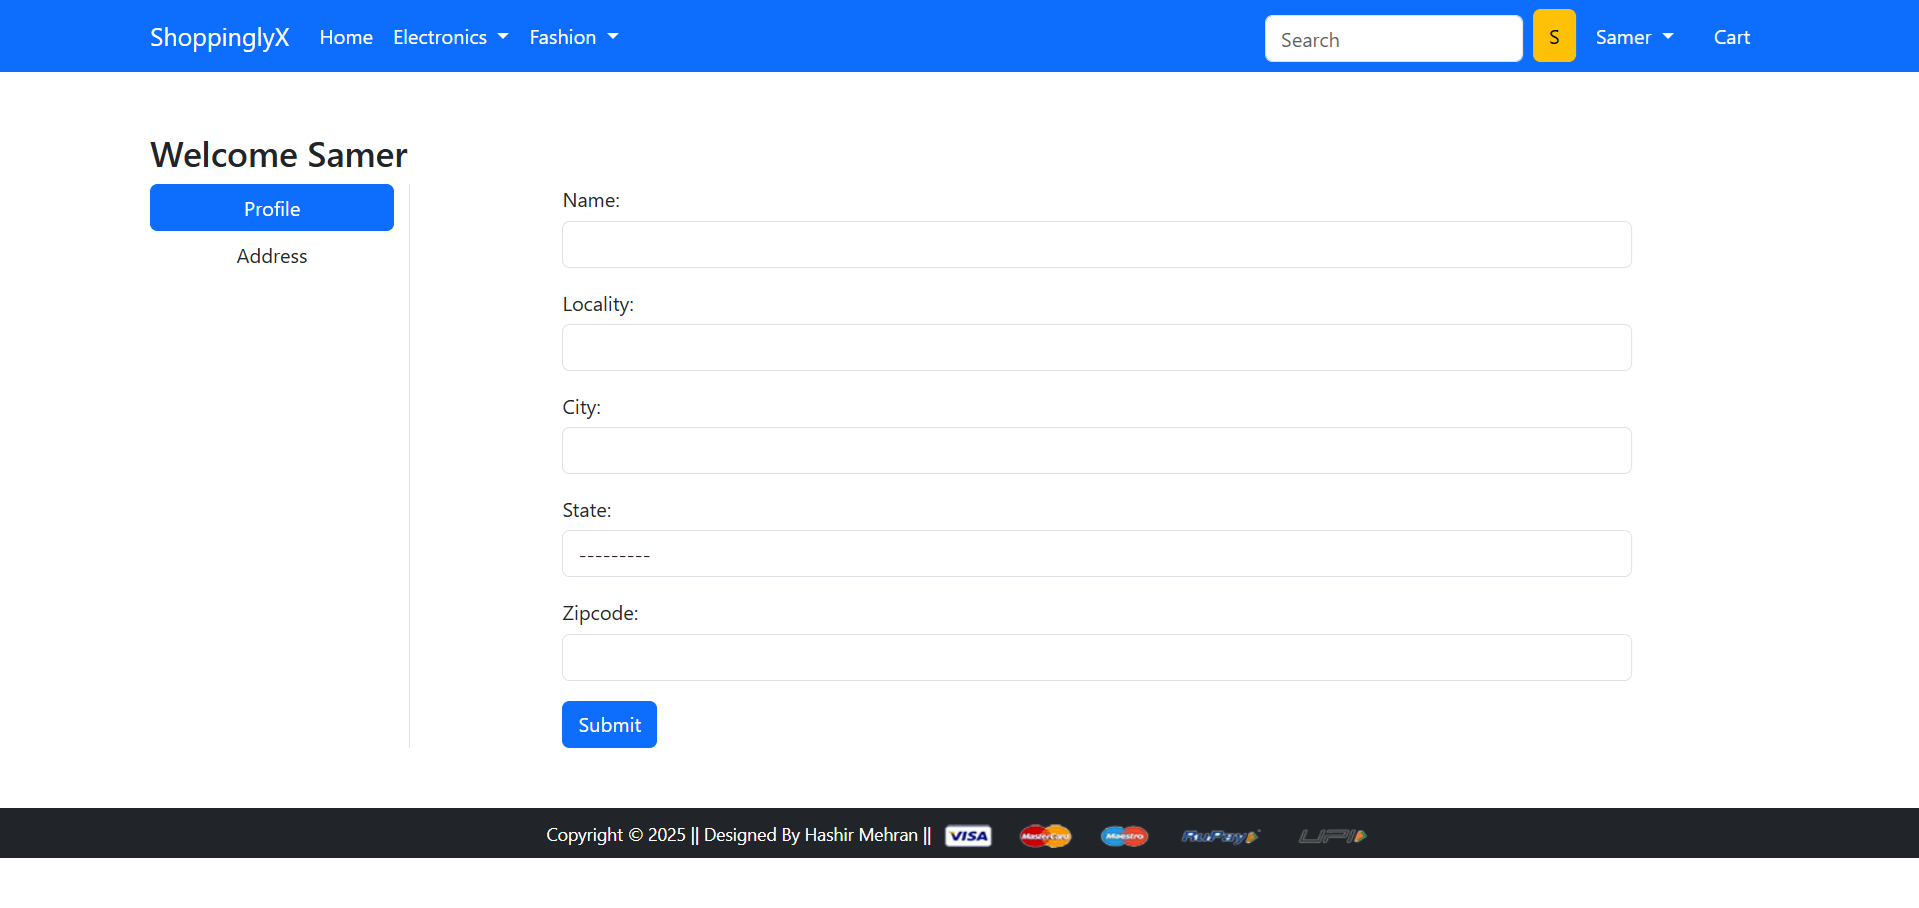 ShoppinglyX Home Electronics Fashion Search S Samer Cart
Welcome Samer
Profile
Address
Name:
Locality:
City:
State:
---------
Zipcode:
Submit
Copyright © 2025 || Designed By Hashir Mehran || VISA MasterCard Maestro RuPay UPI